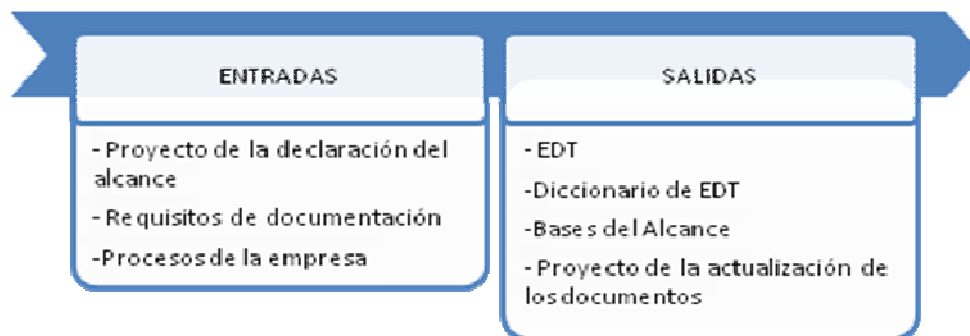 ENTRADAS
- Proyecto de la declaración del
alcance
- Requisitos de documentación
-Procesos de la empresa
SALIDAS
- EDT
-Diccionario de EDT
-Bases del Alcance
- Proyecto de la actualización de
los documentos